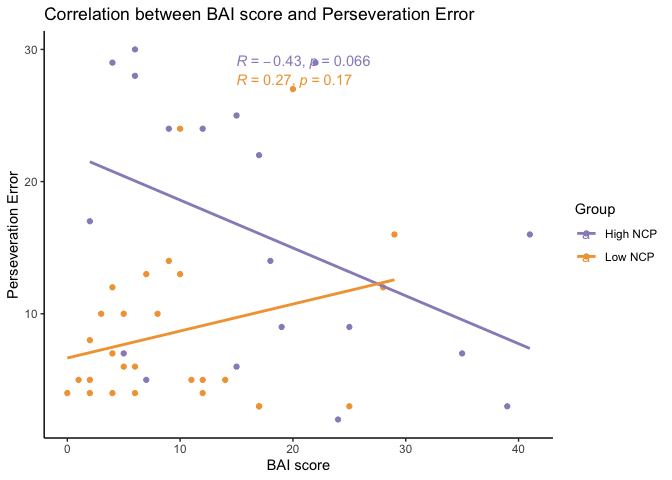 Correlation between BAI score and Perseveration Error
30
20
10
Perseveration Error
R = −0.43, p = 0.066
R = 0.27, p = 0.17
0
10
20
30
40
BAI score
Group
a High NCP
a Low NCP